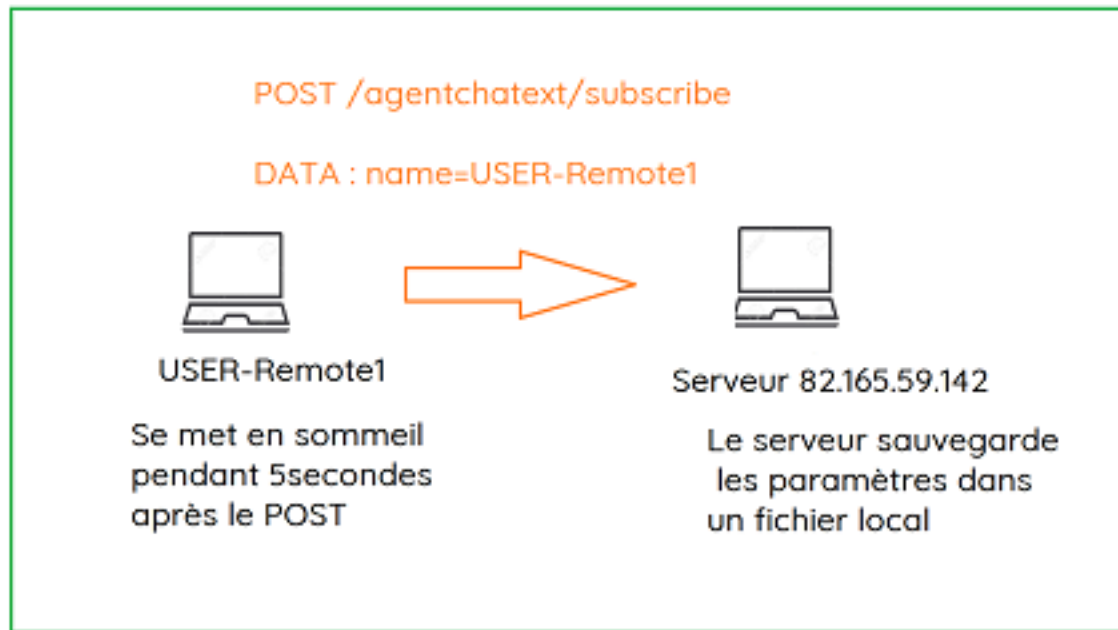 POST /agentchatext/subscribe
DATA : name=USER-Remote1
USER-Remote1
Se met en sommeil
pendant 5secondes
après le POST
Serveur 82.165.59.142
Le serveur sauvegarde
les paramètres dans
un fichier local